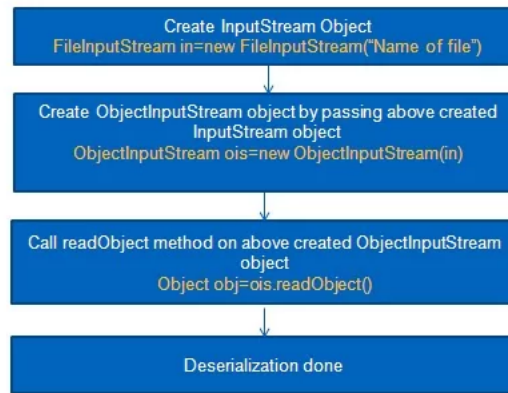 Create InputStream Object
FileInputStream in=new FileInputStream(“Name of file”)
Create ObjectInputStream object by passing above created
InputStream object
ObjectInputStream ois=new ObjectInputStream(in)
Call readObject method on above created ObjectInputStream
object
Object obj=ois.readObject()
Deserialization done